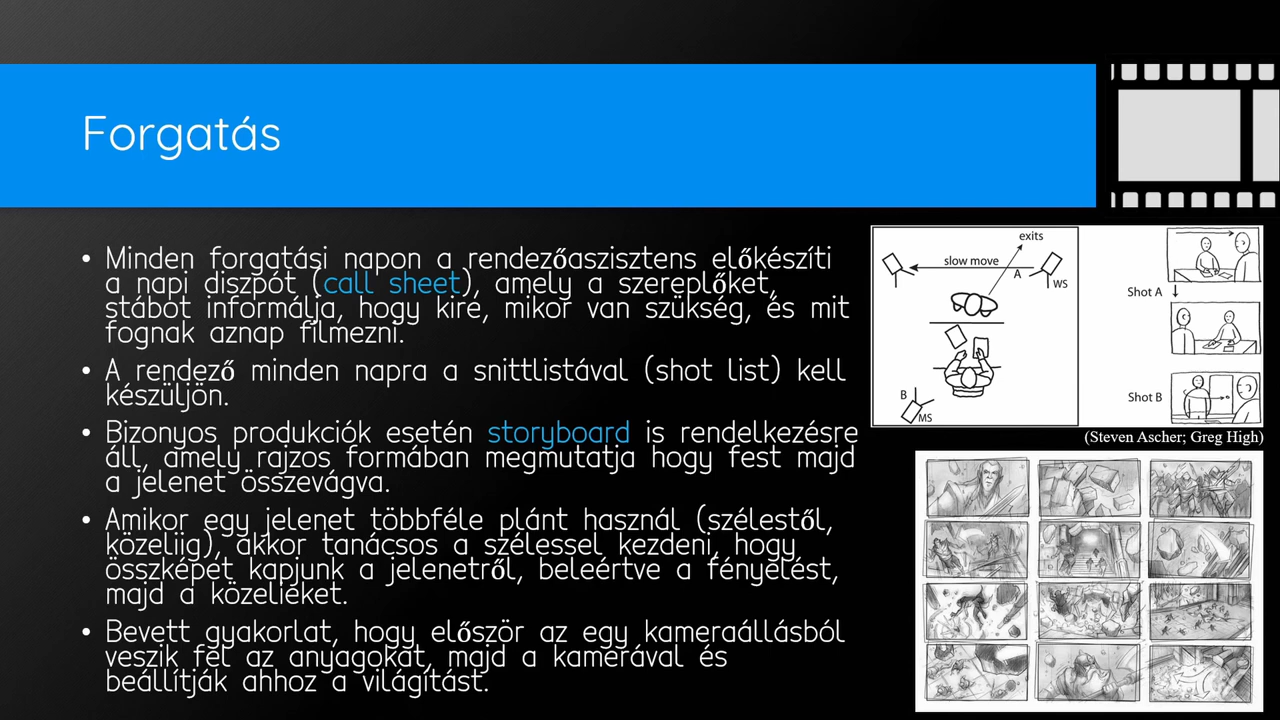 Forgatás
• Minden forgatási napon a rendezőaszisztens előkészíti
a napi diszpót (call sheet), amely a szereplőket,
stábot informálja, hogy kire, mikor van szükség, és mit
fognak aznap filmezni.
• A rendező minden napra a snittlistával (shot list) kell
készüljön.
• Bizonyos produkciók esetén storyboard is rendelkezésre
áll, amely rajzos formában megmutatja hogy fest majd
a jelenet összevágva.
• Amikor egy jelenet többféle plánt használ (szélestől,
közeliig), akkor tanácsos a szélessel kezdeni, hogy
összképet kapjunk a jelenetről, beleértve a fényelést,
majd a közelieket.
• Bevett gyakorlat, hogy először az egy kameraállásból
veszik fel az anyagokat, majd a kamerával és
beállítják ahhoz a világítást.
exits
slow move
A
WS
B
MS
Shot A
Shot B
(Steven Ascher; Greg High)